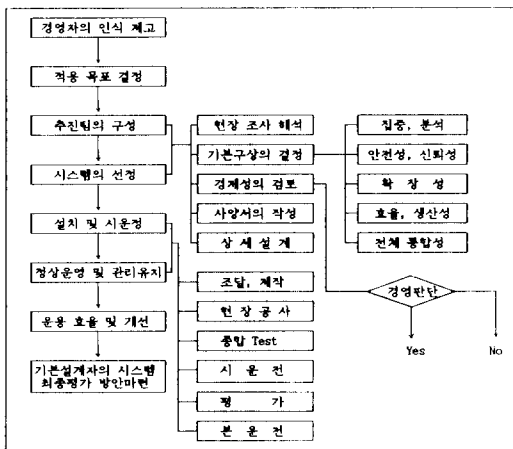 경영자의 인식 제고
적용 목표 결정
추진팀의 구성
시스템의 선정
설치 및 시운정
정상운영 및 관리유지
운용 효율 및 개선
기본설계자의 시스템
최종평가 방안마련
현장 조사 해석
기본구상의 결정
경제성의 검토
사양서의 작성
상 세 설 계
조달, 제작
현 장 공 사
종합 Test
시 운 전
평 가
본 운 전
집중, 분석
안전성, 신뢰성
확 장 성
효율, 생산성
전체 통합성
경영판단
Yes
No